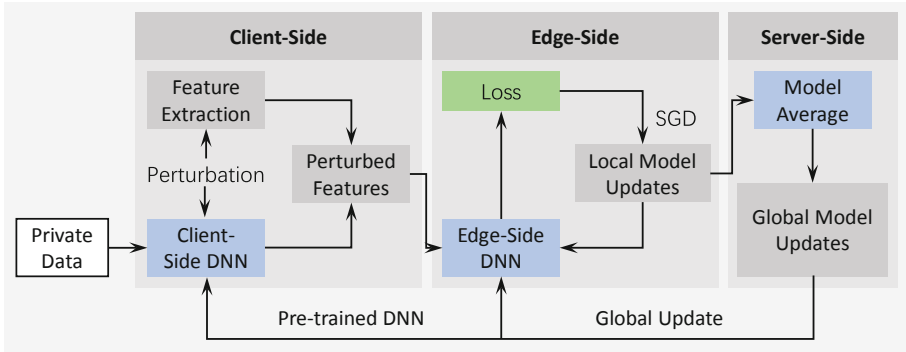 Client-Side
Edge-Side
Server-Side
Feature
Extraction
Perturbation
Perturbed
Features
Private
Data
Client-
Side DNN
Loss
SGD
Local Model
Updates
Edge-Side
DNN
Model
Average
Global Model
Updates
Pre-trained DNN
Global Update